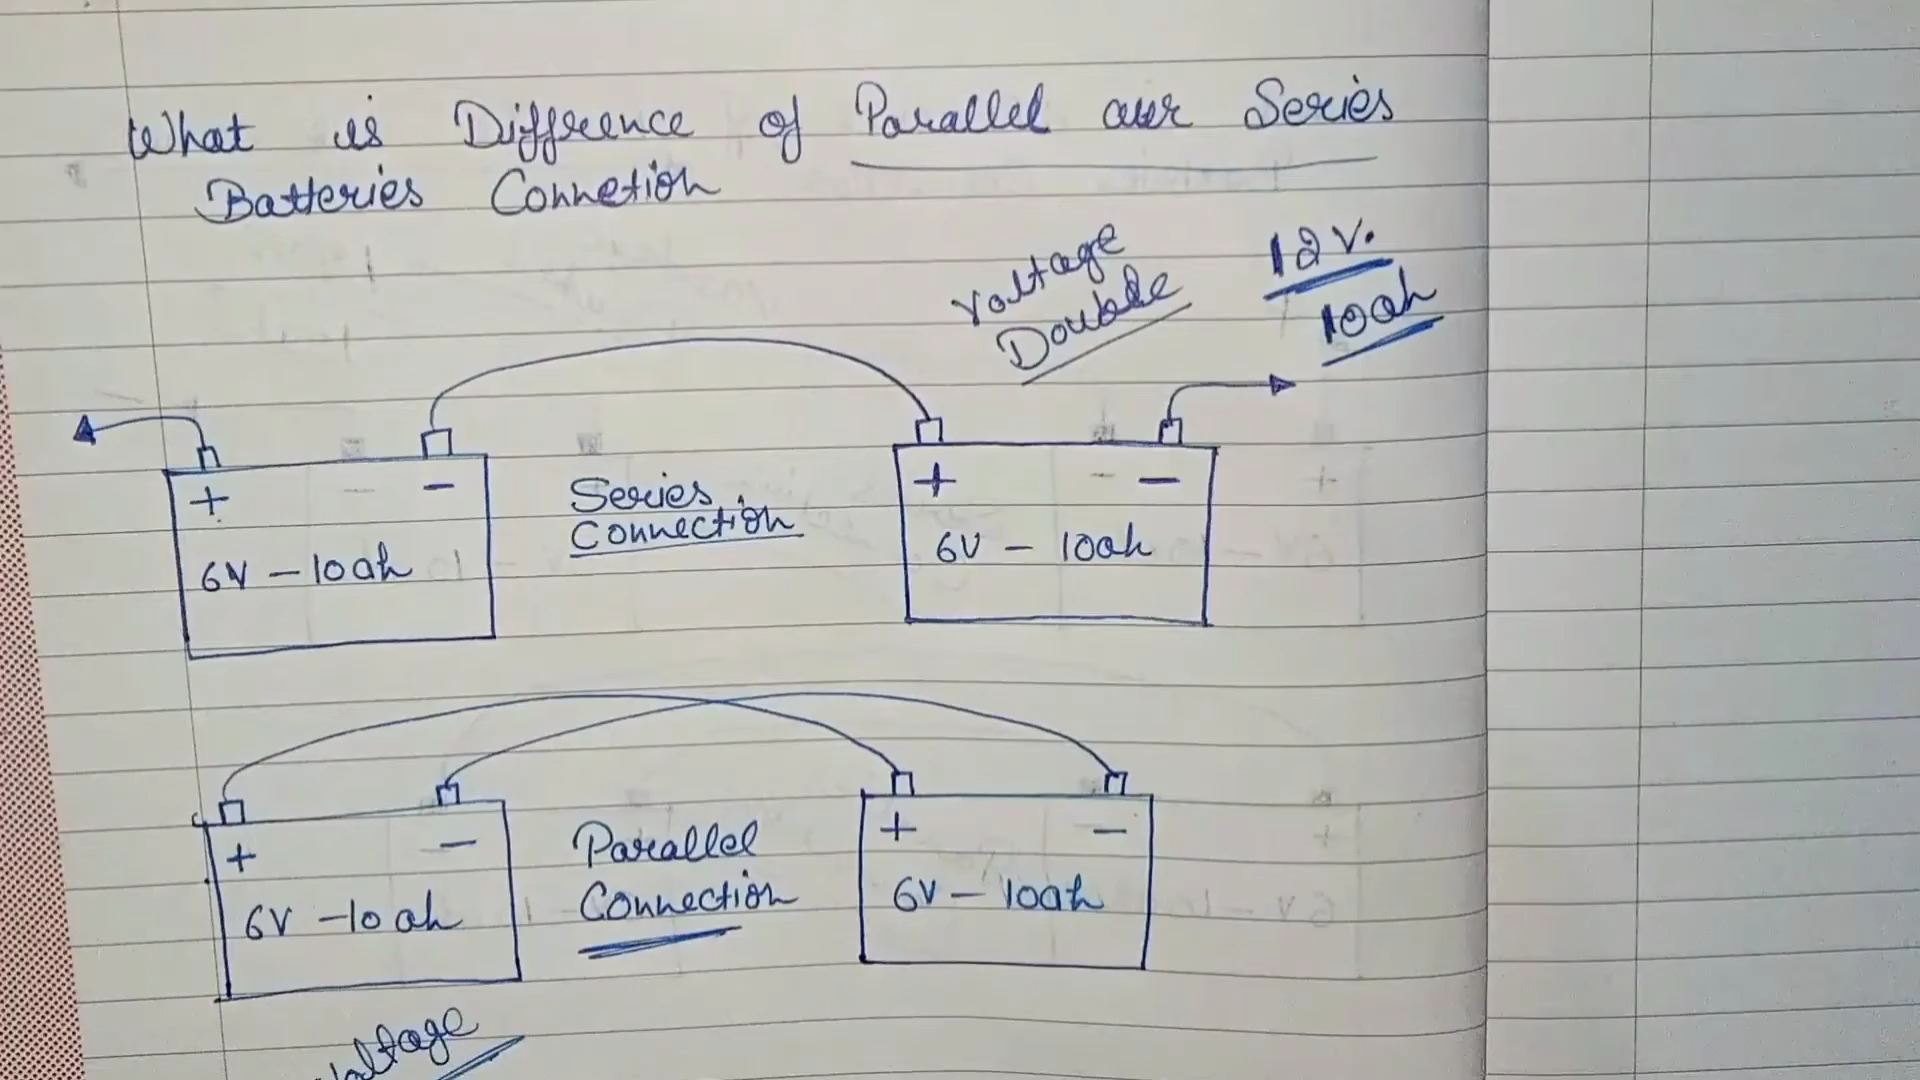 What is Diffrence of Parallel aur Series
Batteries Connetion
Voltage
Double
12V.
10ah
+ -
6V - 10ah
Series
Connection
+ -
6V - 10ah
+ -
6V - 10 ah
Parallel
Connection
+ -
6V - 10ah
Voltage